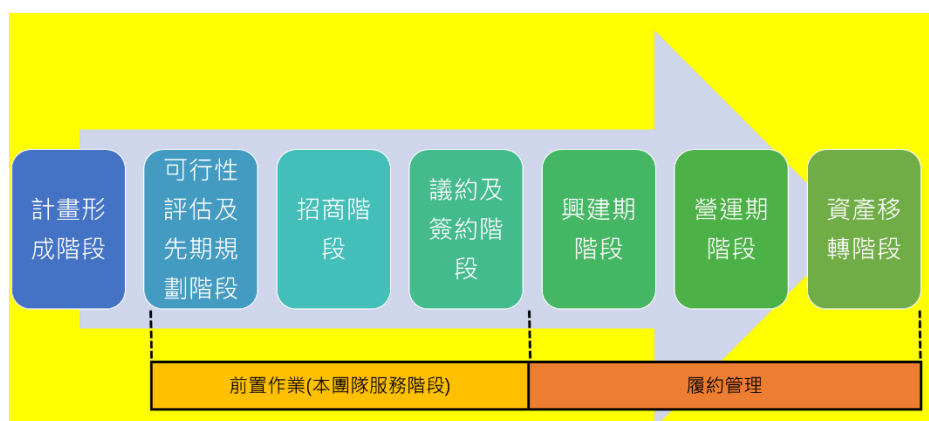 計畫形
成階段
可行性
評估及
先期規
劃階段
招商階
段
議約及
簽約階
段
興建期
階段
營運期
階段
資產移
轉階段
前置作業(本團隊服務階段)
履約管理